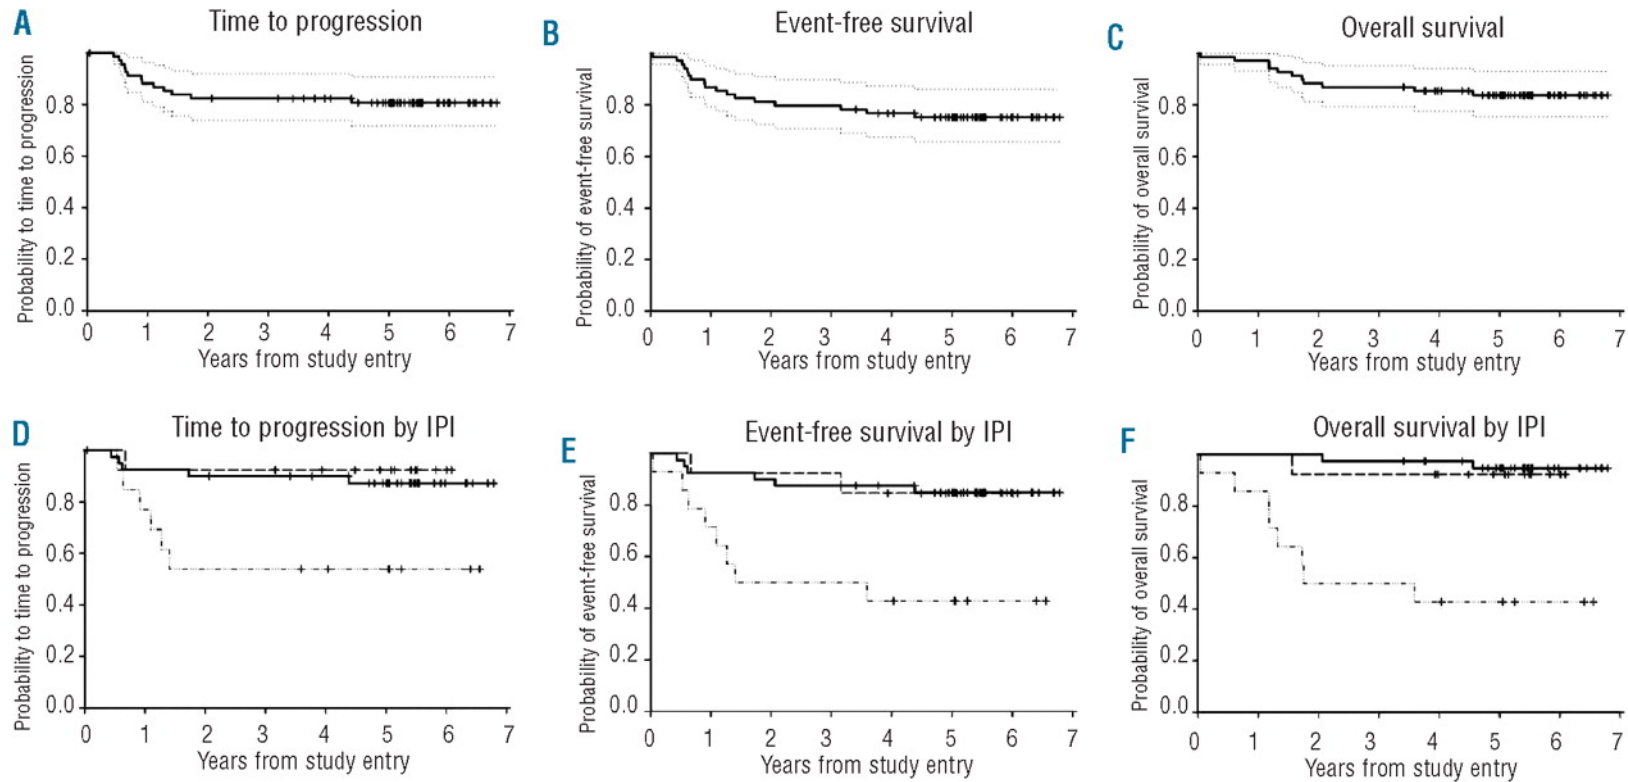 A
Time to progression
Probability to time to progression
0.8
0.6
0.4
0.2
0.0
0 1 2 3 4 5 6 7
Years from study entry
B
Event-free survival
Probability of event-free survival
0.8
0.6
0.4
0.2
0.0
0 1 2 3 4 5 6 7
Years from study entry
C
Overall survival
Probability of overall survival
0.8
0.6
0.4
0.2
0.0
0 1 2 3 4 5 6 7
Years from study entry
D
Time to progression by IPI
Probability to time to progression
0.8
0.6
0.4
0.2
0.0
0 1 2 3 4 5 6 7
Years from study entry
E
Event-free survival by IPI
Probability of event-free survival
0.8
0.6
0.4
0.2
0.0
0 1 2 3 4 5 6 7
Years from study entry
F
Overall survival by IPI
Probability of overall survival
0.8
0.6
0.4
0.2
0.0
0 1 2 3 4 5 6 7
Years from study entry